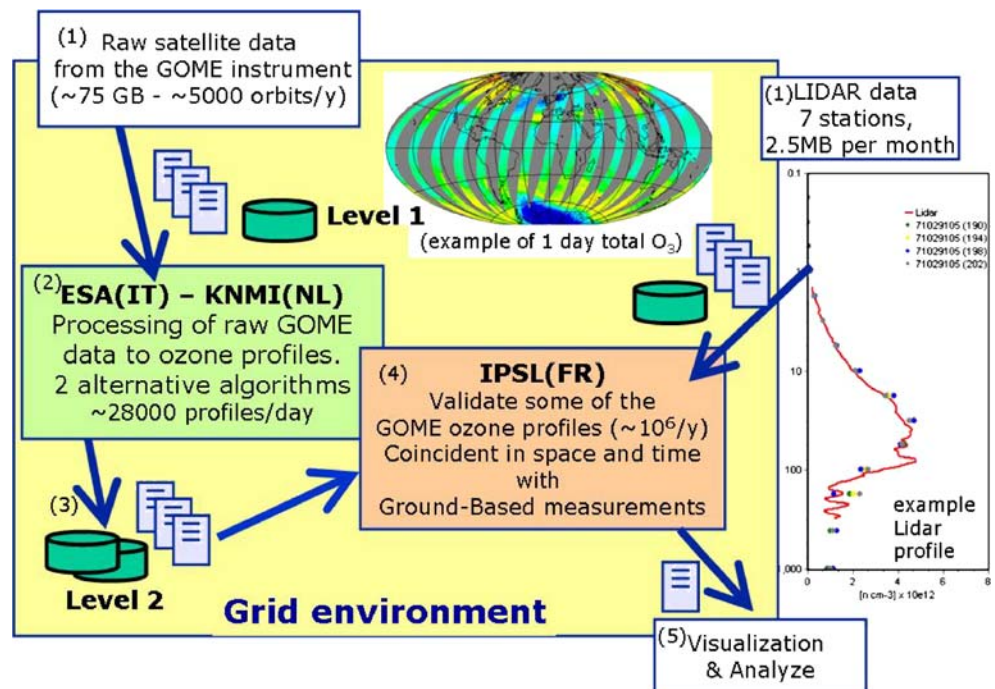 (1) Raw satellite data
from the GOME instrument
(~75 GB - ~5000 orbits/y)
Level 1
(example of 1 day total O₃)
(1)LIDAR data
7 stations,
2.5MB per month
(2)ESA(IT) – KNMI(NL)
Processing of raw GOME
data to ozone profiles.
2 alternative algorithms
~28000 profiles/day
(3)
Level 2
(4) IPSL(FR)
Validate some of the
GOME ozone profiles (~10⁶/y)
Coincident in space and time
with
Ground-Based measurements
Grid environment
(5)Visualization
& Analyze
0.1
Lidar
71029105 (190)
71029105 (194)
71029105 (198)
71029105 (202)
10
100
,000
example
Lidar
profile
0 2 4 6 8
[n cm-3] x 10e12